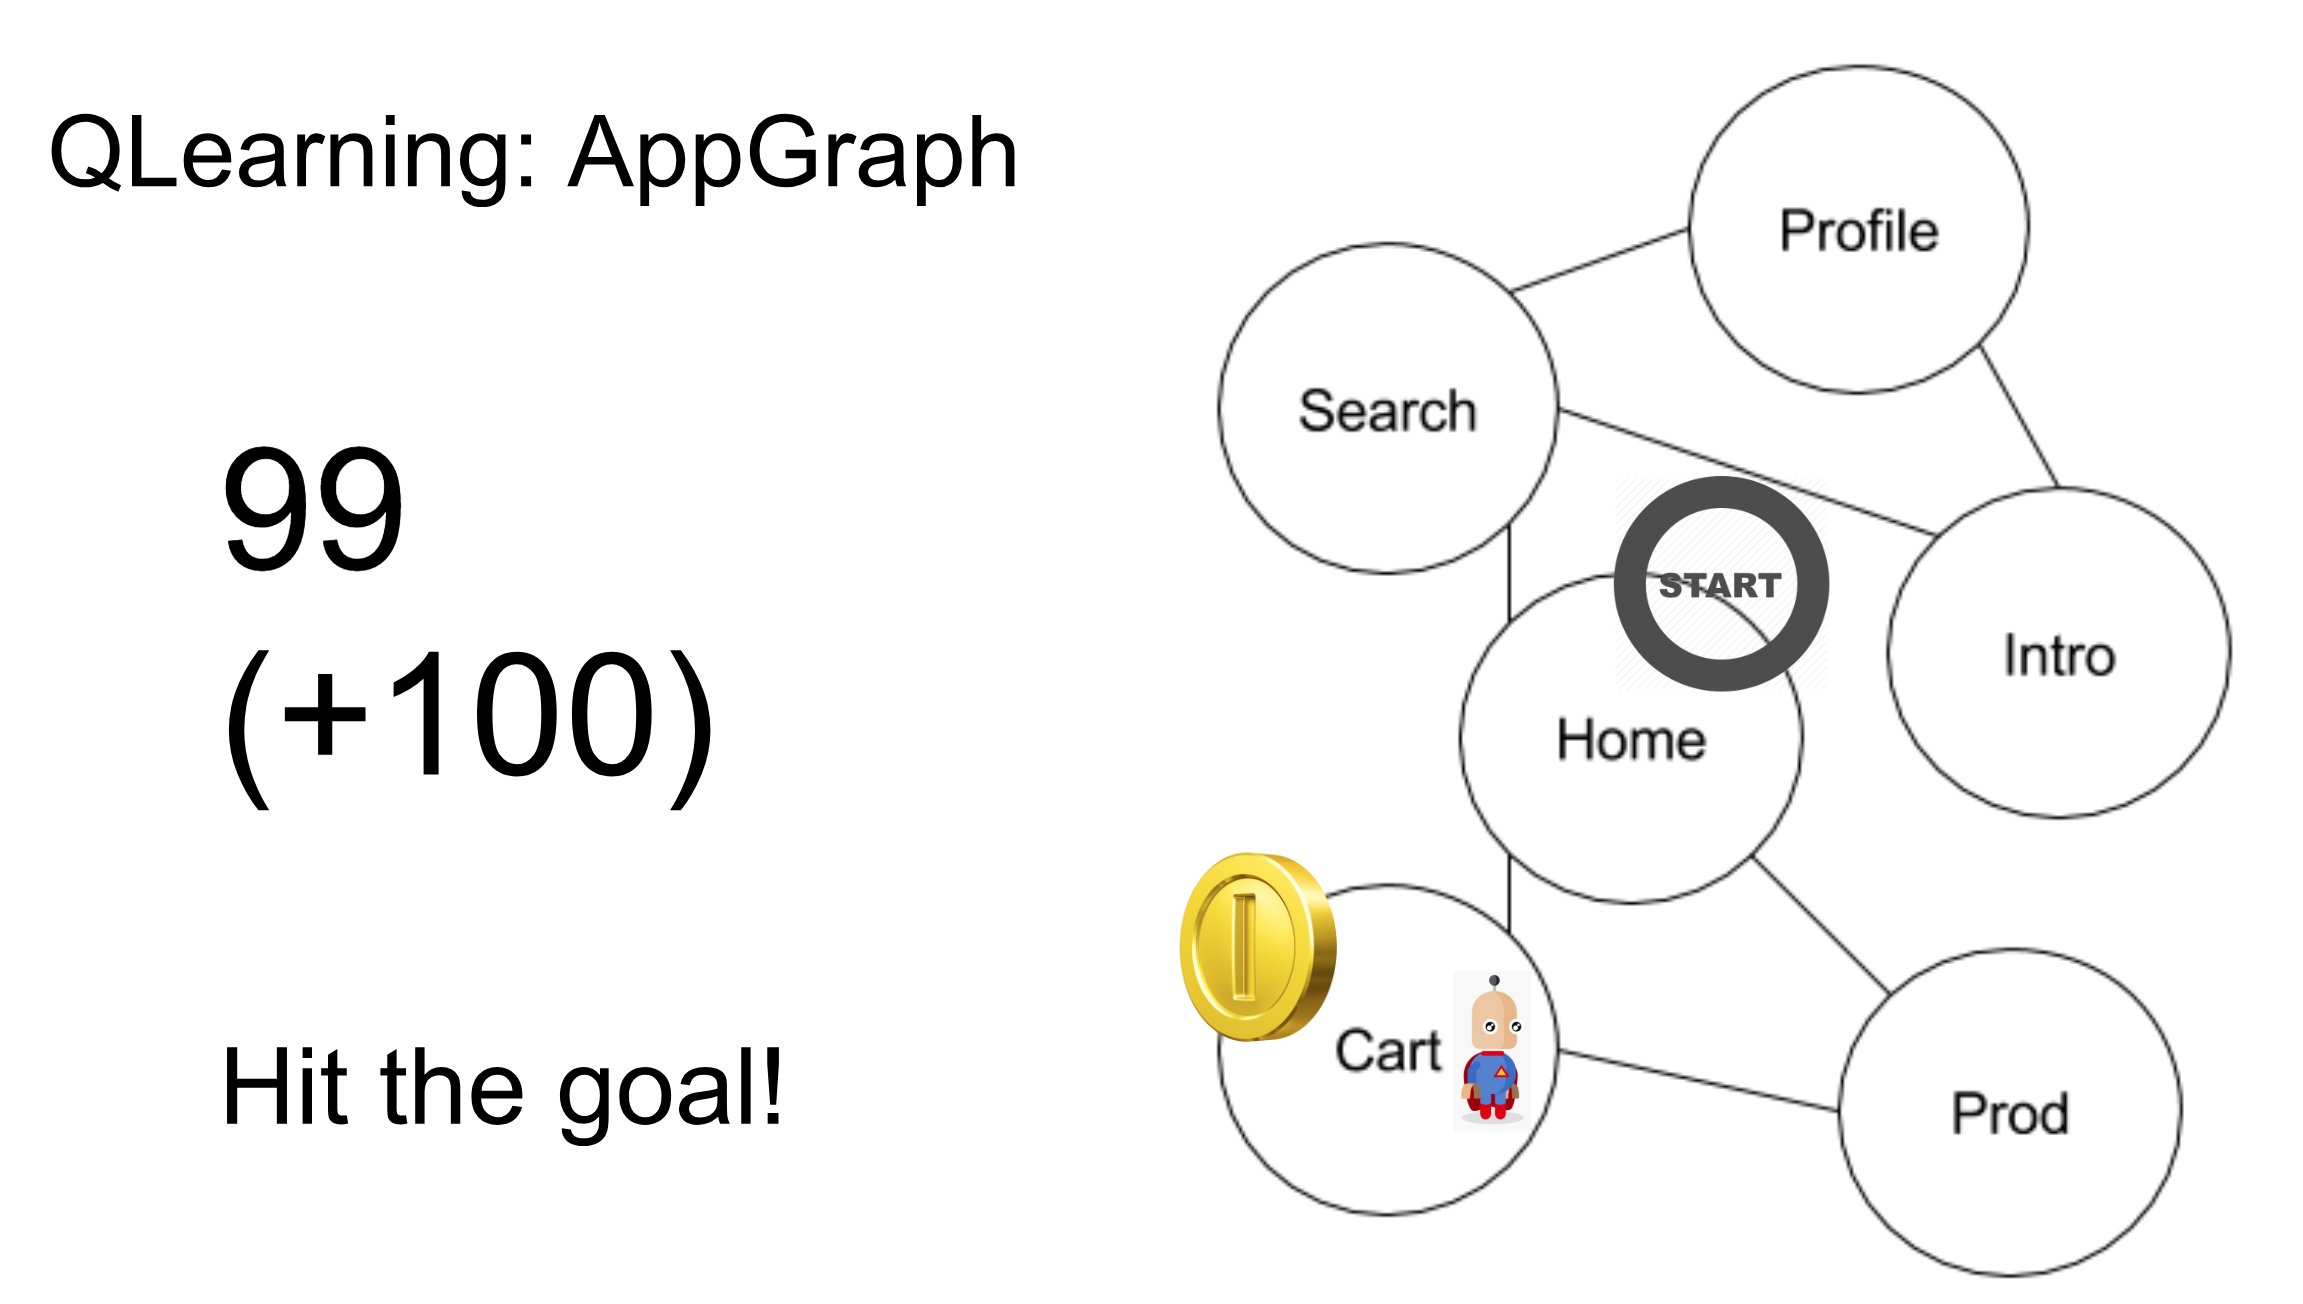 QLearning: AppGraph
99
(+100)
Hit the goal!
Profile
Search
START
Intro
Home
Cart
Prod